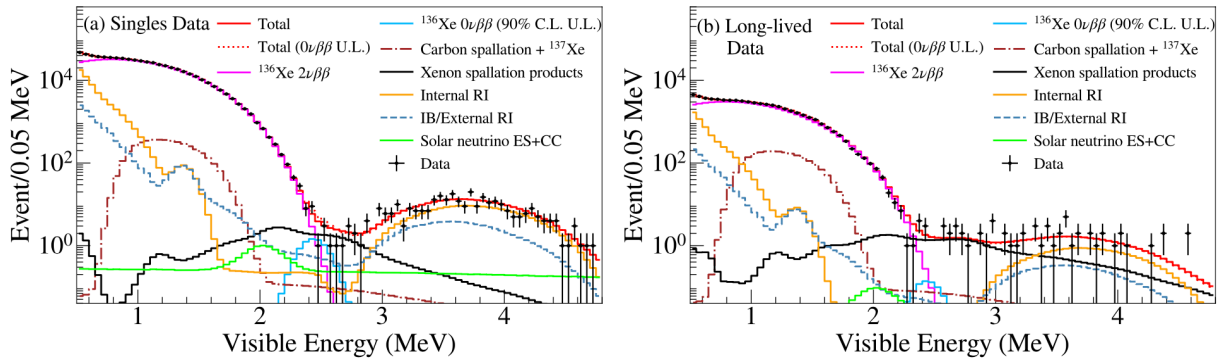 (a) Singles Data
Total
Total (0νββ U.L.)
¹³⁶Xe 2νββ
¹³⁶Xe 0νββ (90% C.L. U.L.)
Carbon spallation + ¹³⁷Xe
Xenon spallation products
Internal RI
IB/External RI
Solar neutrino ES+CC
Data
Event/0.05 MeV
10⁴
10²
10⁰
1 2 3 4
Visible Energy (MeV)
(b) Long-lived
Data
Total
Total (0νββ U.L.)
¹³⁶Xe 2νββ
¹³⁶Xe 0νββ (90% C.L. U.L.)
Carbon spallation + ¹³⁷Xe
Xenon spallation products
Internal RI
IB/External RI
Solar neutrino ES+CC
Data
Event/0.05 MeV
10⁴
10²
10⁰
1 2 3 4
Visible Energy (MeV)